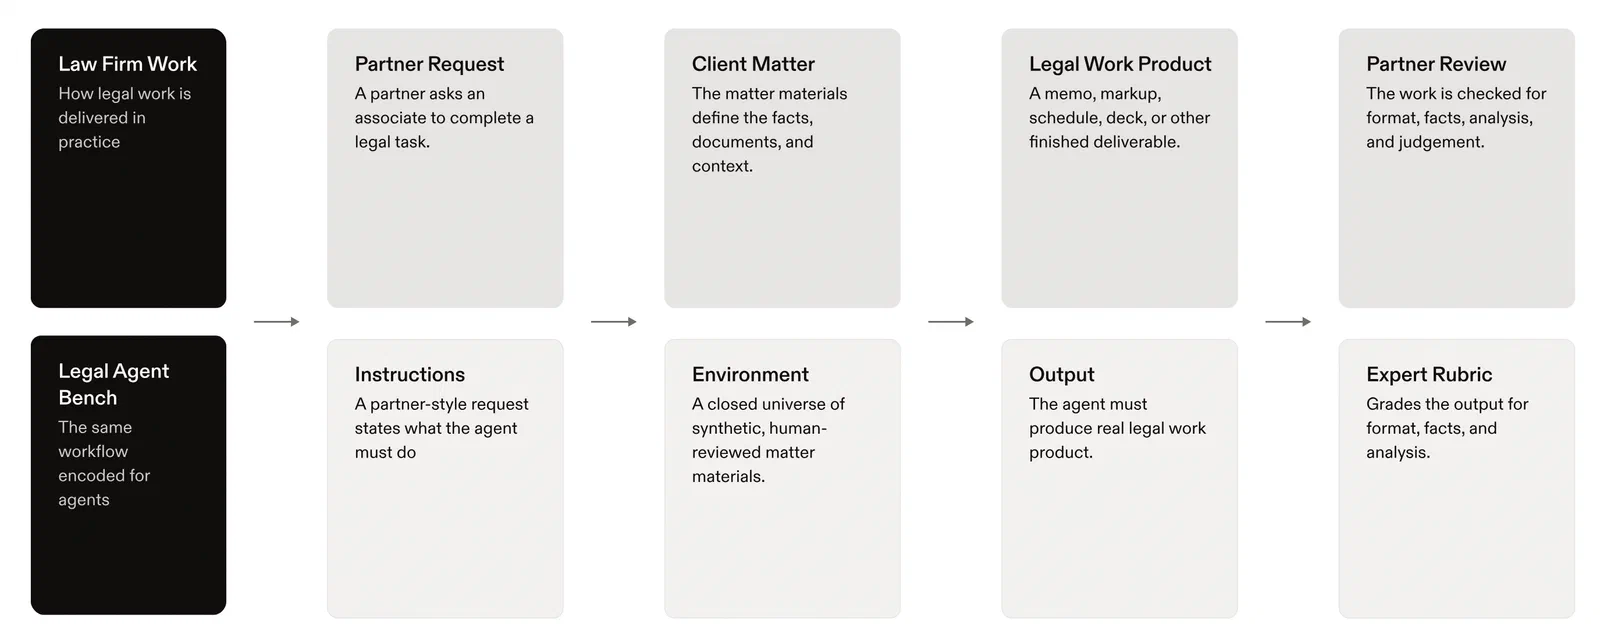 Law Firm Work
How legal work is
delivered in
practice
Partner Request
A partner asks an
associate to complete a
legal task.
Client Matter
The matter materials
define the facts,
documents, and
context.
Legal Work Product
A memo, markup,
schedule, deck, or other
finished deliverable.
Partner Review
The work is checked for
format, facts, analysis,
and judgement.
Legal Agent
Bench
The same
workflow
encoded for
agents
Instructions
A partner-style request
states what the agent
must do
Environment
A closed universe of
synthetic, human-
reviewed matter
materials.
Output
The agent must
produce real legal work
product.
Expert Rubric
Grades the output for
format, facts, and
analysis.